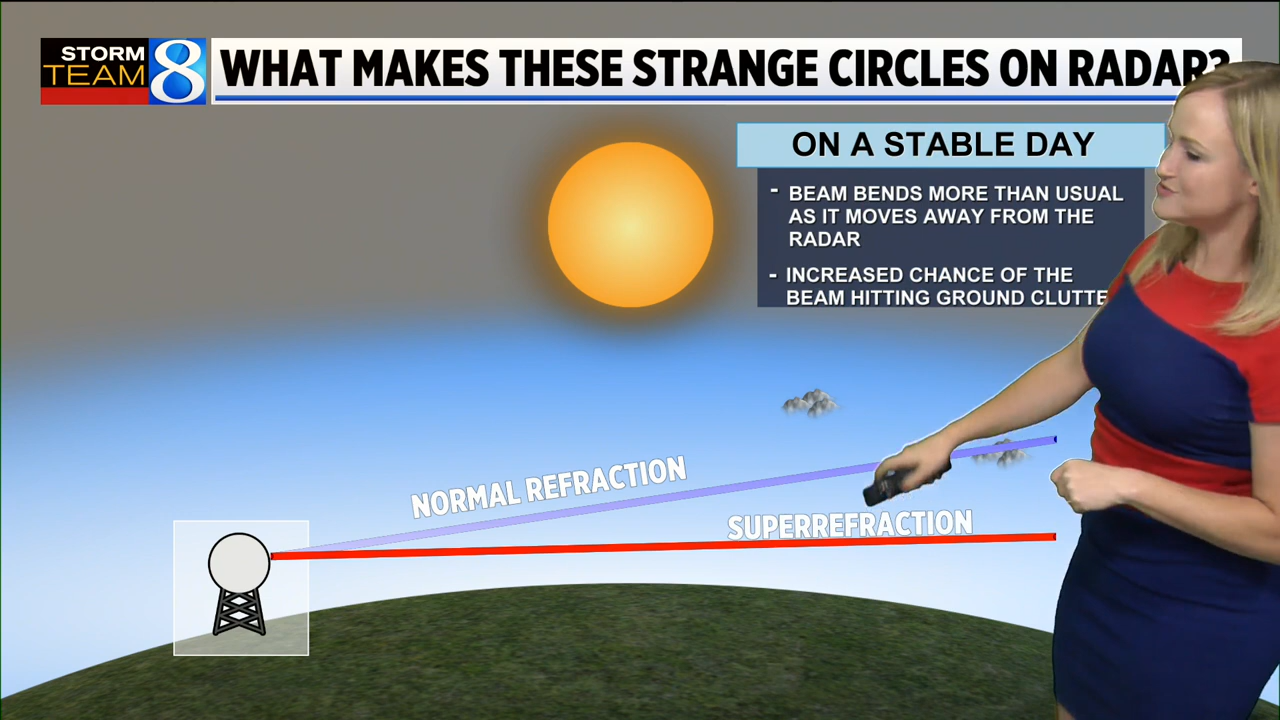 STORM
TEAM 8
WHAT MAKES THESE STRANGE CIRCLES ON RADAR?
ON A STABLE DAY
- BEAM BENDS MORE THAN USUAL
AS IT MOVES AWAY FROM THE
RADAR
- INCREASED CHANCE OF THE
BEAM HITTING GROUND CLUTTE
NORMAL REFRACTION
SUPERREFRACTION